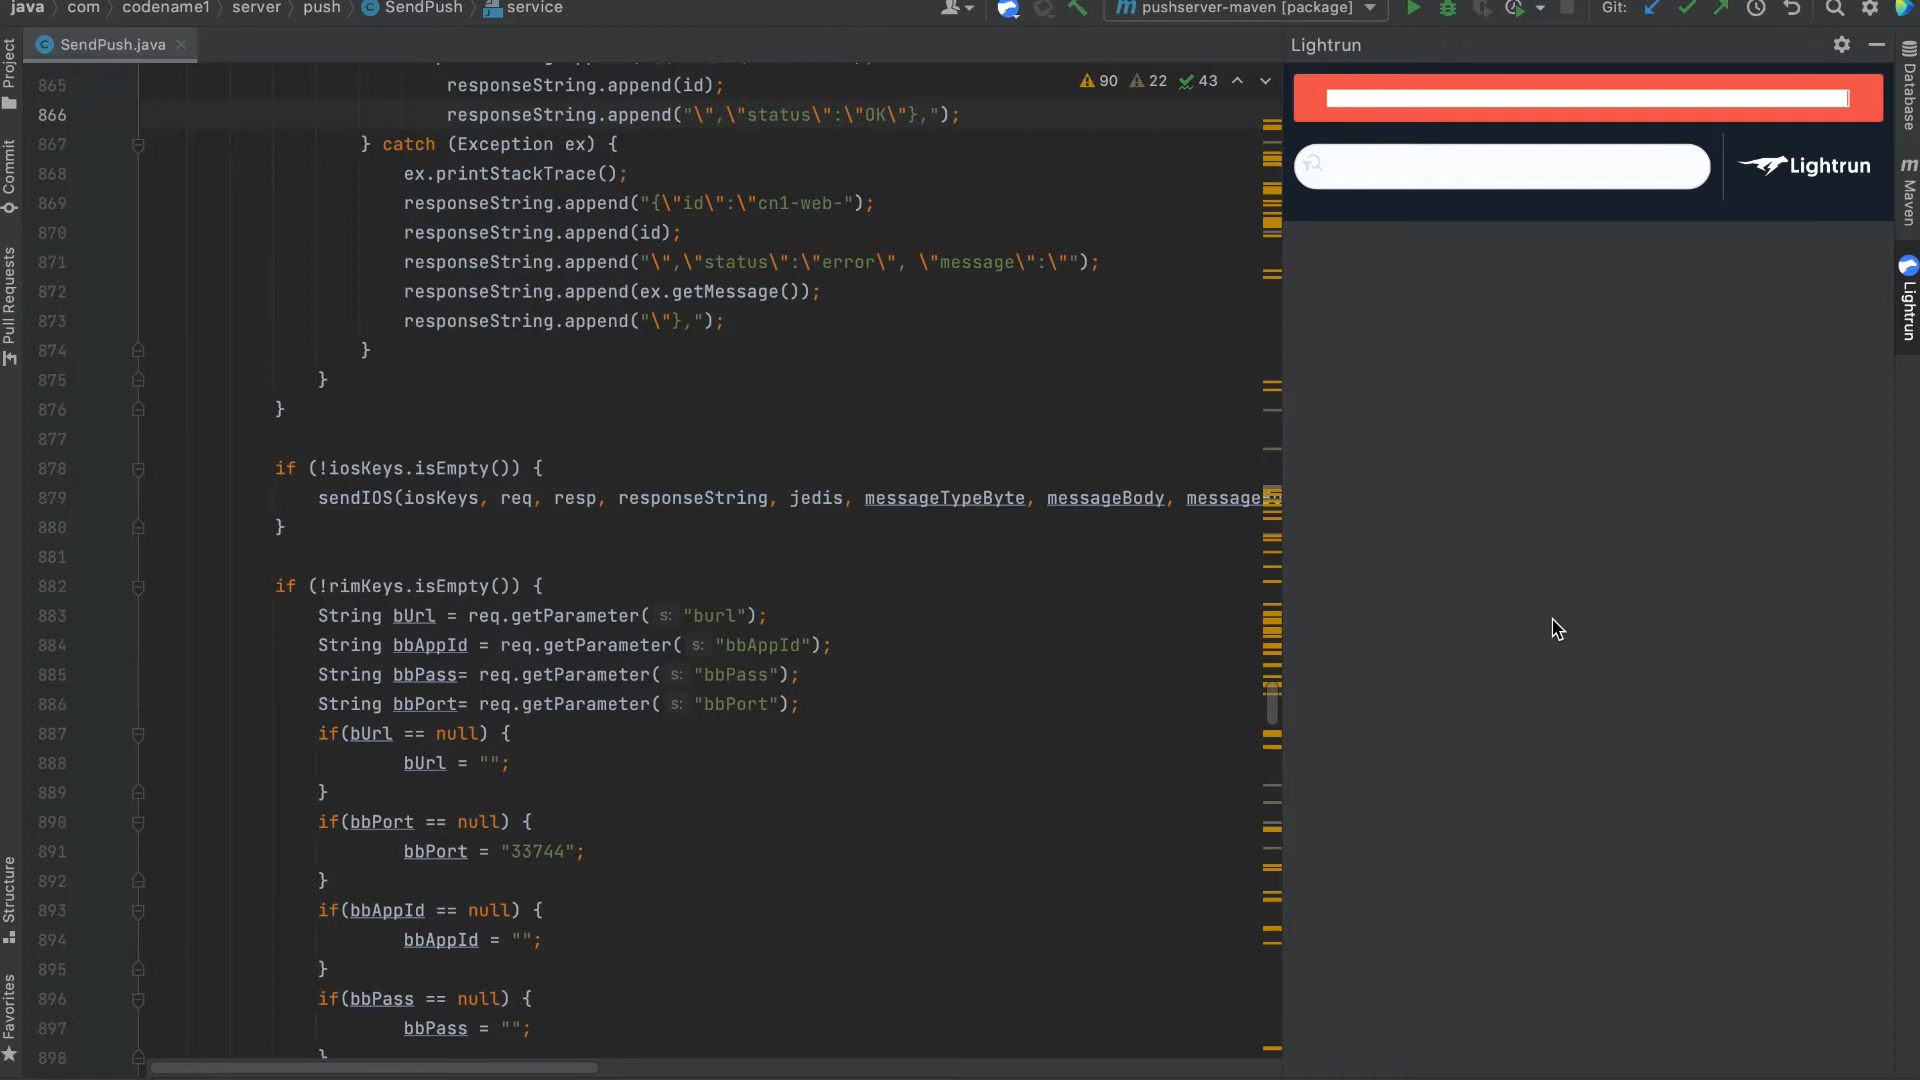 java com codename1 server push SendPush service pushserver-maven [package] Git:
SendPush.java
Lightrun
90 22 43
Lightrun
865 responseString.append(id);
866 responseString.append("\",\"status\":\"OK\"},");
867 } catch (Exception ex) {
868 ex.printStackTrace();
869 responseString.append("{\"id\":\"cn1-web-");
870 responseString.append(id);
871 responseString.append("\",\"status\":\"error\", \"message\":\"");
872 responseString.append(ex.getMessage());
873 responseString.append("\"},");
874 }
875 }
876 }
877
878 if (!iosKeys.isEmpty()) {
879 sendIOS(iosKeys, req, resp, responseString, jedis, messageTypeByte, messageBody, message
880 }
881
882 if (!rimKeys.isEmpty()) {
883 String bUrl = req.getParameter( s: "burl");
884 String bbAppId = req.getParameter( s: "bbAppId");
885 String bbPass= req.getParameter( s: "bbPass");
886 String bbPort= req.getParameter( s: "bbPort");
887 if(bUrl == null) {
888 bUrl = "";
889 }
890 if(bbPort == null) {
891 bbPort = "33744";
892 }
893 if(bbAppId == null) {
894 bbAppId = "";
895 }
896 if(bbPass == null) {
897 bbPass = "";
898 }
Project
Commit
Pull Requests
Structure
Favorites
Database
Maven
Lightrun